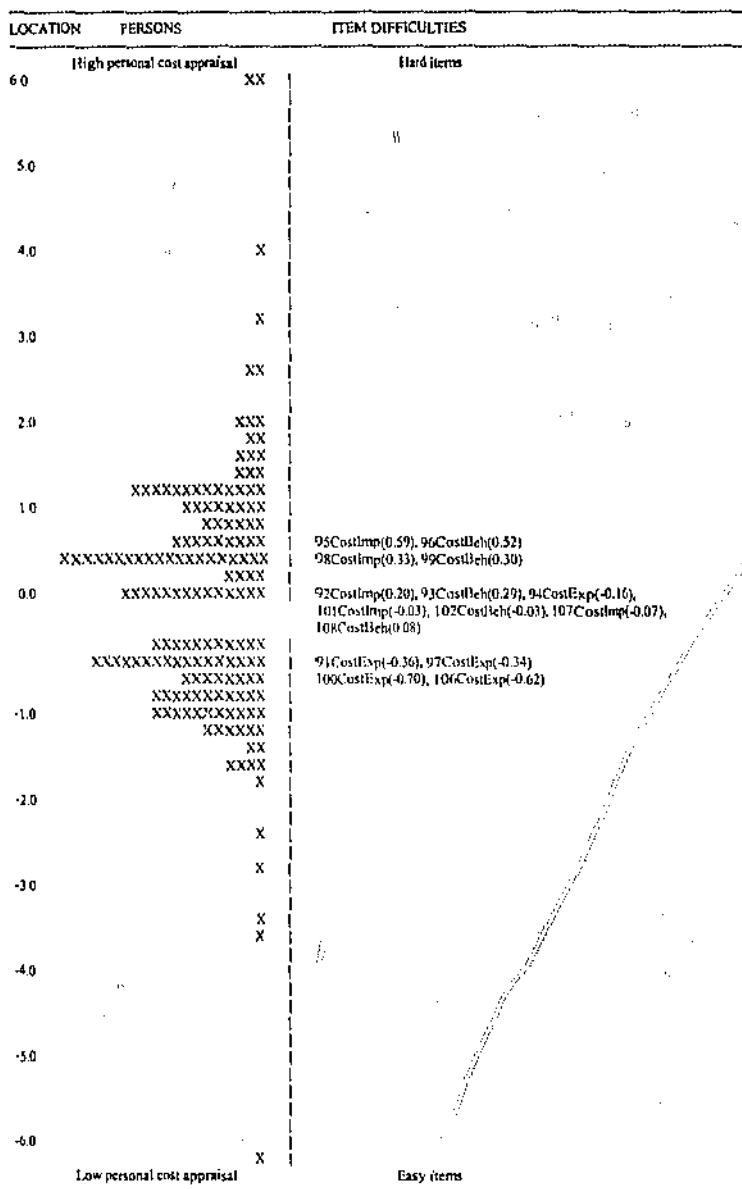 LOCATION PERSONS ITEM DIFFICULTIES
High personal cost appraisal Hard items
6.0 XX
5.0
4.0 X
X
3.0
XX
2.0 XXX
XX
XXX
XXX
XXXXXXXXXXXXX
1.0 XXXXXXXX
XXXXXX
XXXXXXXXX 95CostImp(0.59), 96CostBeh(0.52)
XXXXXXXXXXXXXXXXXXXX 98CostImp(0.33), 99CostBeh(0.30)
XXXX
0.0 XXXXXXXXXXXXXX 92CostImp(0.20), 93CostBeh(0.29), 94CostExp(-0.16),
101CostImp(-0.03), 102CostBeh(-0.03), 107CostImp(-0.07),
108CostBeh(0.08)
XXXXXXXXXXX
XXXXXXXXXXXXXXXXX 91CostExp(-0.36), 97CostExp(-0.34)
XXXXXXXX 100CostExp(-0.70), 106CostExp(-0.62)
XXXXXXXXXXX
-1.0 XXXXXXXXXXX
XXXXXX
XX
XXXX
X
-2.0
X
X
-3.0
X
X
-4.0
-5.0
-6.0
X
Low personal cost appraisal Easy items